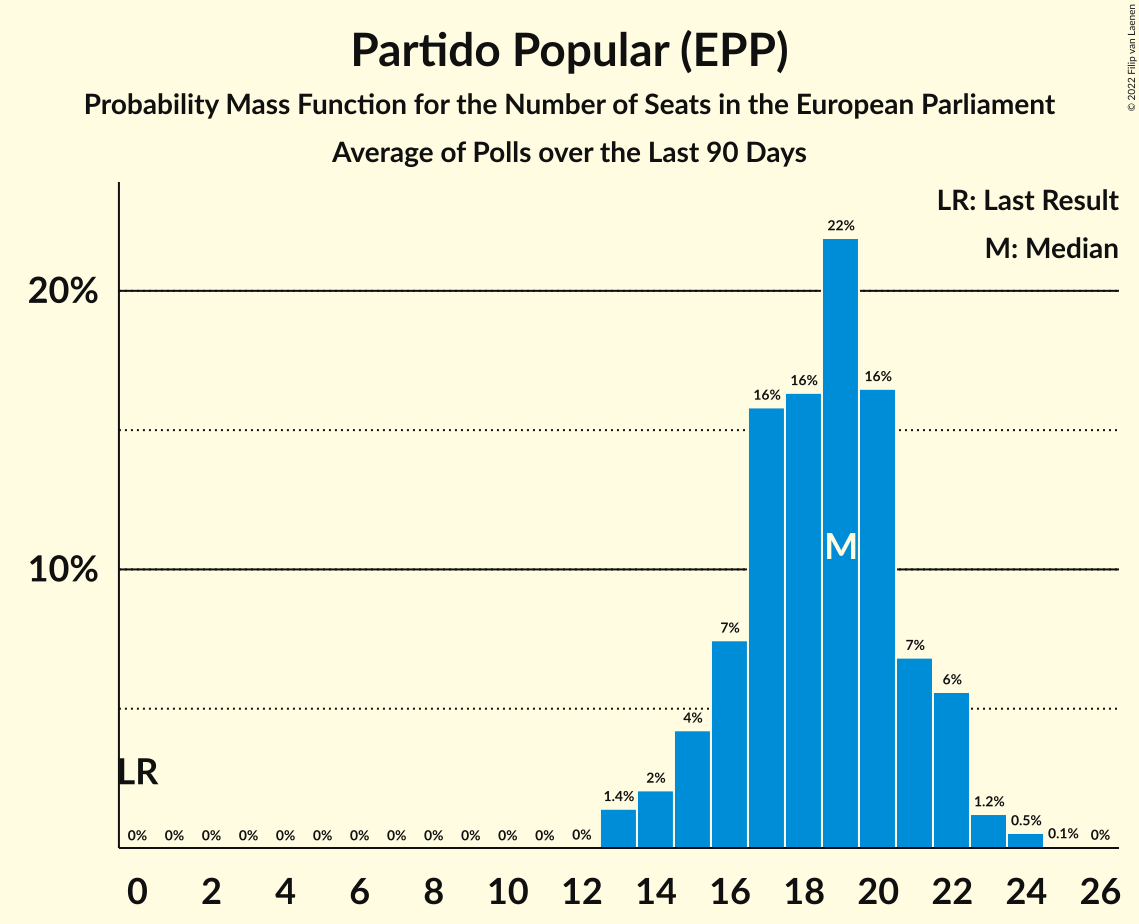 Partido Popular (EPP)
Probability Mass Function for the Number of Seats in the European Parliament
Average of Polls over the Last 90 Days
© 2022 Filip van Laenen
LR: Last Result
M: Median
20%
10%
LR
M
0% 0% 0% 0% 0% 0% 0% 0% 0% 0% 0% 0% 0% 1.4% 2% 4% 7% 16% 16% 22% 16% 7% 6% 1.2% 0.5% 0.1% 0%
0 2 4 6 8 10 12 14 16 18 20 22 24 26